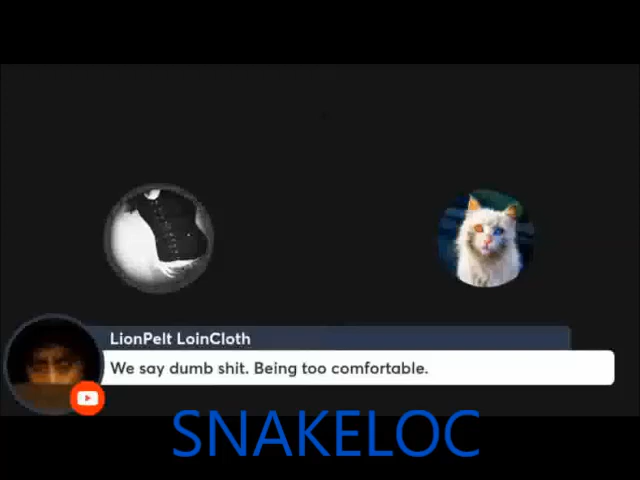 LionPelt LoinCloth
We say dumb shit. Being too comfortable.
SNAKELOC